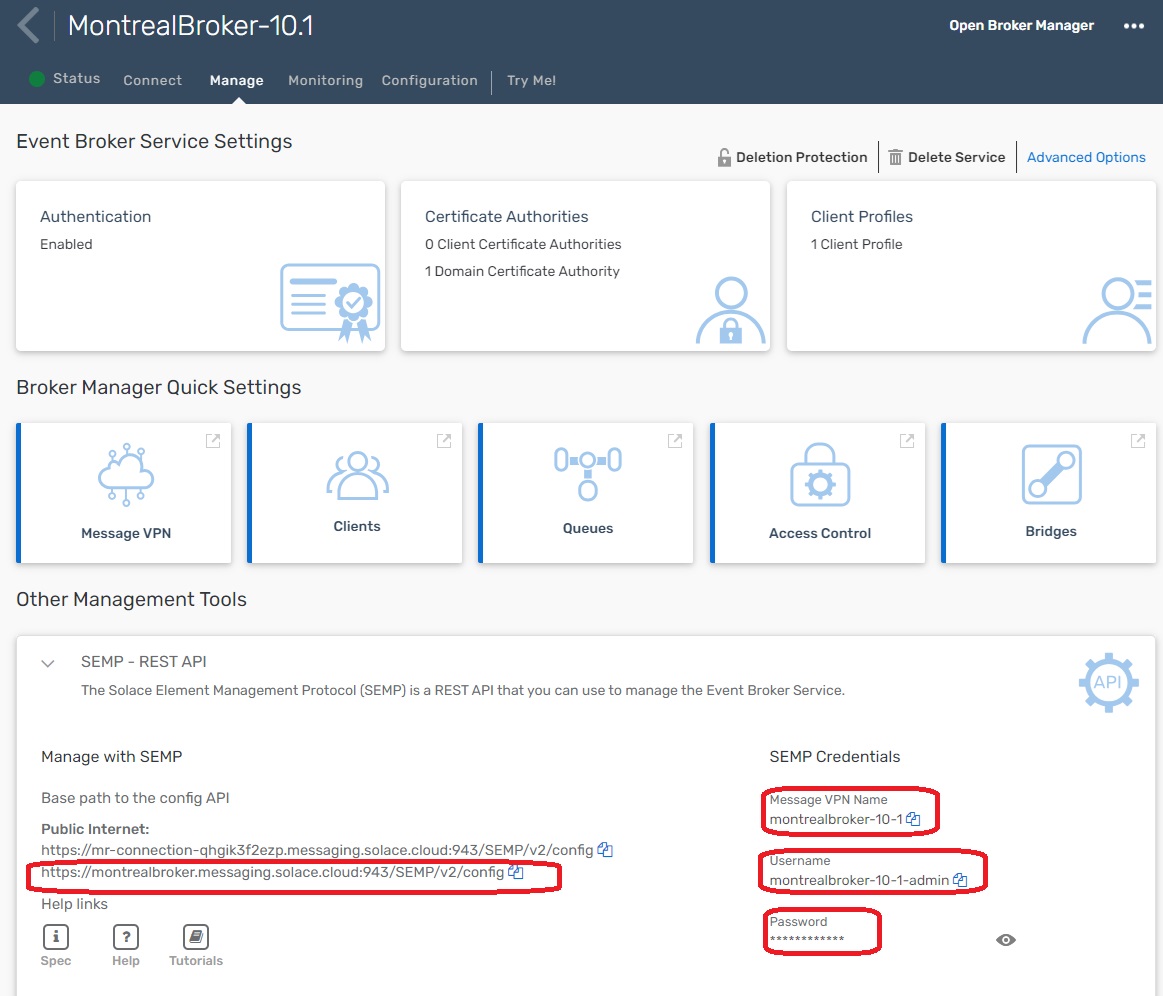 MontrealBroker-10.1
Open Broker Manager
Status Connect Manage Monitoring Configuration Try Me!
Event Broker Service Settings
Deletion Protection Delete Service Advanced Options
Authentication
Enabled
Certificate Authorities
0 Client Certificate Authorities
1 Domain Certificate Authority
Client Profiles
1 Client Profile
Broker Manager Quick Settings
Message VPN
Clients
Queues
Access Control
Bridges
Other Management Tools
SEMP - REST API
The Solace Element Management Protocol (SEMP) is a REST API that you can use to manage the Event Broker Service.
API
Manage with SEMP
Base path to the config API
Public Internet:
https://mr-connection-qhgik3f2ezp.messaging.solace.cloud:943/SEMP/v2/config
https://montrealbroker.messaging.solace.cloud:943/SEMP/v2/config
Help links
Spec
Help
Tutorials
SEMP Credentials
Message VPN Name
montrealbroker-10-1
Username
montrealbroker-10-1-admin
Password
************